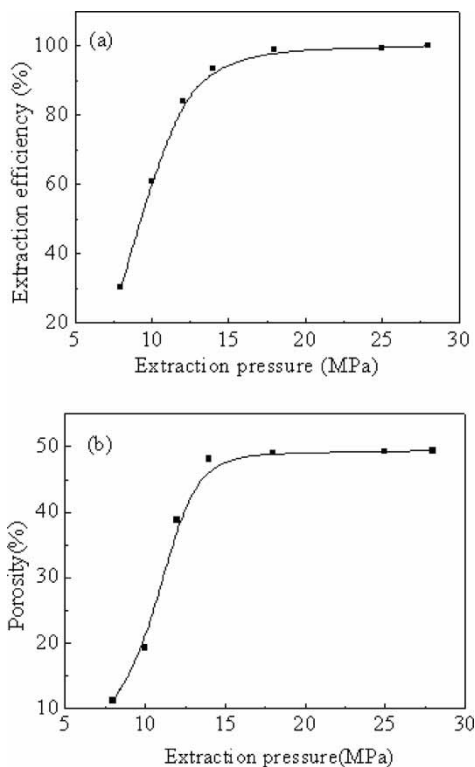 (a)
Extraction efficiency (%)
100
80
60
40
20
5 10 15 20 25 30
Extraction pressure (MPa)
(b)
Porosity(%)
50
40
30
20
10
5 10 15 20 25 30
Extraction pressure(MPa)